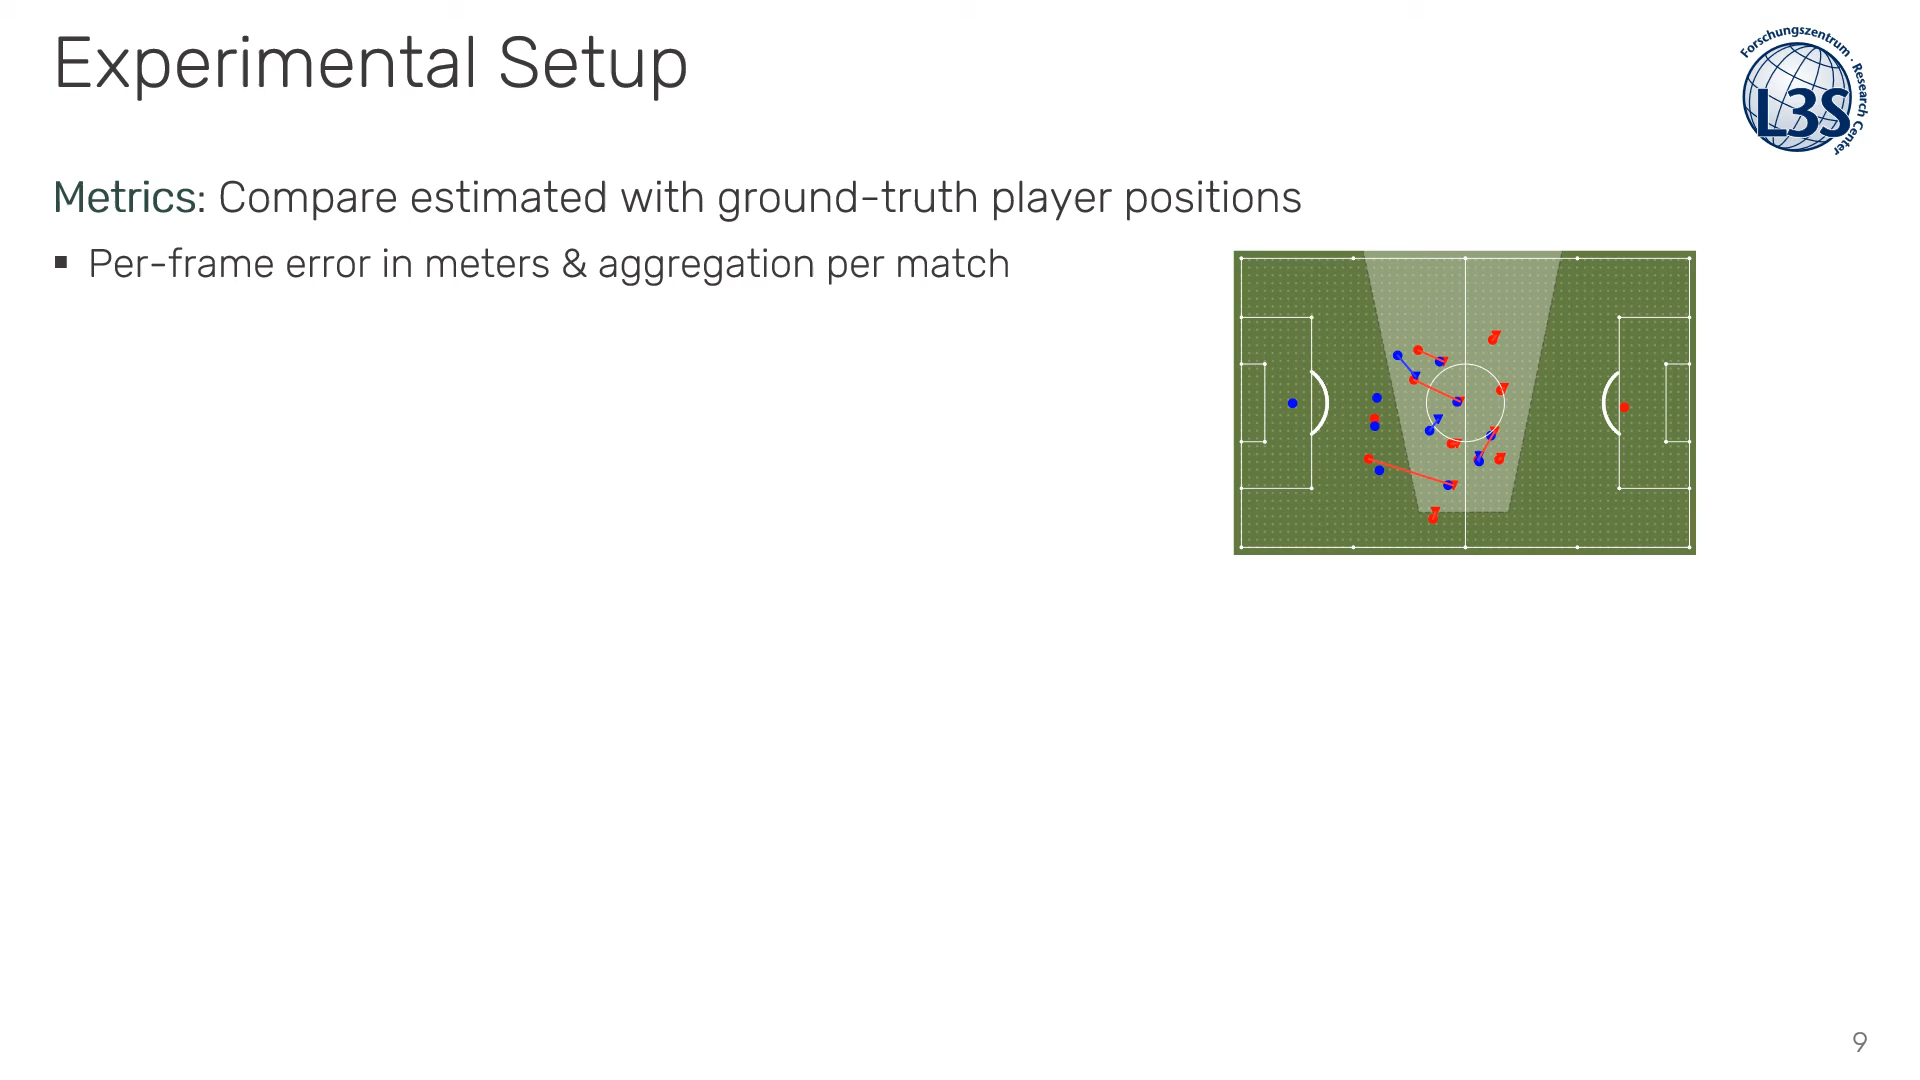 Experimental Setup
Forschungszentrum · Research Center
L3S
Metrics: Compare estimated with ground-truth player positions
▪ Per-frame error in meters & aggregation per match
9